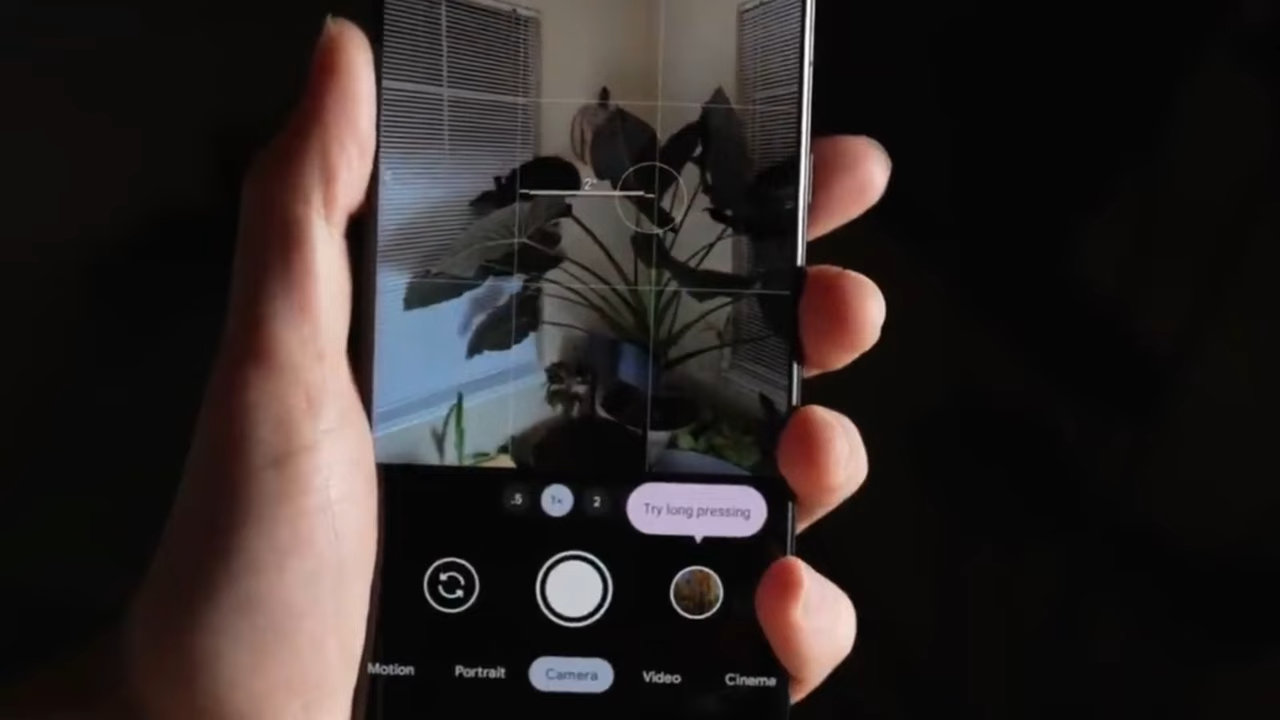 2°
.5
1×
2
Try long pressing
Motion
Portrait
Camera
Video
Cinema